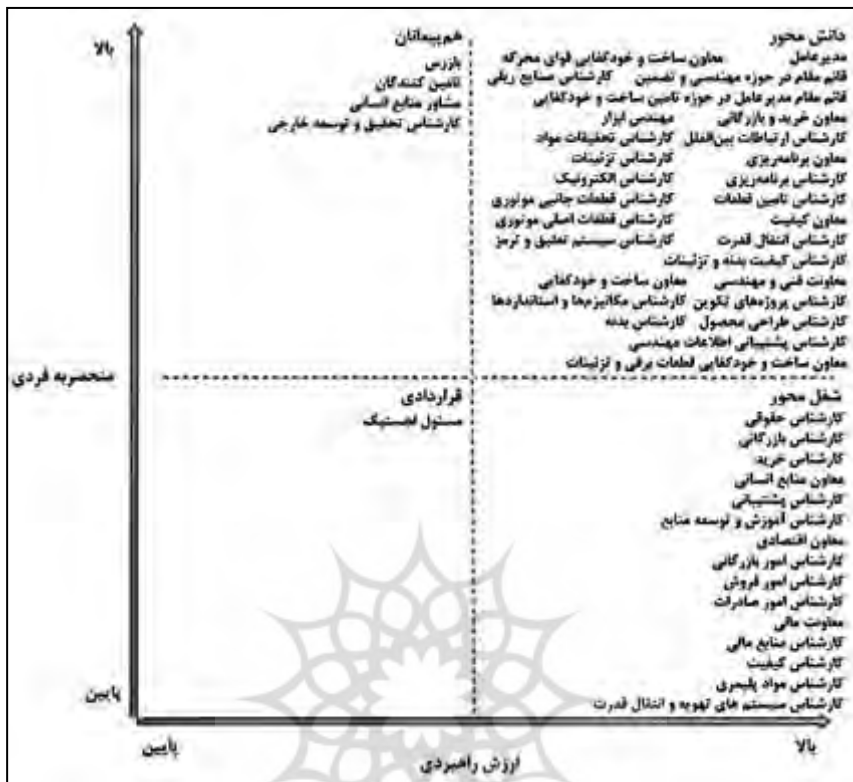 بالا
هم‌پیمانان
بازرس
تامین کنندگان
مشاور منابع انسانی
کارشناس تحقیق و توسعه خارجی
دانش محور
مدیرعامل معاون ساخت و خودکفایی قوای محرکه
قائم مقام در حوزه مهندسی و تضمین کارشناس صنایع ریلی
قائم مقام مدیرعامل در حوزه تامین ساخت و خودکفایی
معاون خرید و بازرگانی مهندس ابزار
کارشناس ارتباطات بین‌الملل کارشناس تحقیقات مواد
معاون برنامه‌ریزی کارشناس تزئینات
کارشناس برنامه‌ریزی کارشناس الکترونیک
کارشناس تامین قطعات کارشناس قطعات جانبی موتوری
معاون کیفیت کارشناس قطعات اصلی موتوری
کارشناس انتقال قدرت کارشناس سیستم تعلیق و ترمز
کارشناس کیفیت بدنه و تزئینات
معاونت فنی و مهندسی معاون ساخت و خودکفایی
کارشناس پروژه‌های تکوین کارشناس مکانیزم‌ها و استانداردها
کارشناس طراحی محصول کارشناس بدنه
کارشناس پشتیبانی اطلاعات مهندسی
معاون ساخت و خودکفایی قطعات برقی و تزئینات
منحصربه فردی
قراردادی
مسئول لجستیک
شغل محور
کارشناس حقوقی
کارشناس بازرگانی
کارشناس خرید
معاون منابع انسانی
کارشناس پشتیبانی
کارشناس آموزش و توسعه منابع
معاون اقتصادی
کارشناس امور بازرگانی
کارشناس امور فروش
کارشناس امور صادرات
معاونت مالی
کارشناس منابع مالی
کارشناس کیفیت
کارشناس مواد پلیمری
کارشناس سیستم های تهویه و انتقال قدرت
پایین
پایین
ارزش راهبردی
بالا